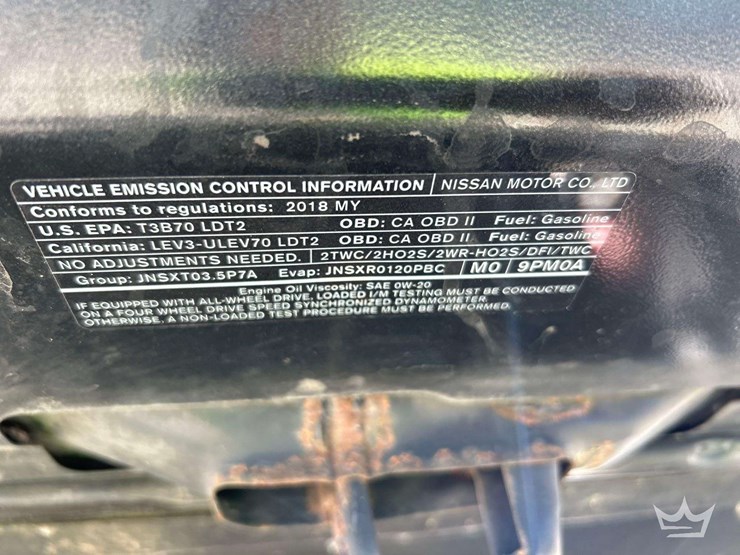 VEHICLE EMISSION CONTROL INFORMATION NISSAN MOTOR CO., LTD
Conforms to regulations: 2018 MY
U.S. EPA: T3B70 LDT2 OBD: CA OBD II Fuel: Gasoline
California: LEV3-ULEV70 LDT2 OBD: CA OBD II Fuel: Gasoline
NO ADJUSTMENTS NEEDED. 2TWC/2HO2S/2WR-HO2S/DFI/TWC
Group: JNSXT03.5P7A Evap: JNSXR0120PBC M0 9PM0A
Engine Oil Viscosity: SAE 0W-20
IF EQUIPPED WITH ALL-WHEEL DRIVE, LOADED I/M TESTING MUST BE CONDUCTED
ON A FOUR WHEEL DRIVE SPEED SYNCHRONIZED DYNAMOMETER.
OTHERWISE, A NON-LOADED TEST PROCEDURE MUST BE PERFORMED.